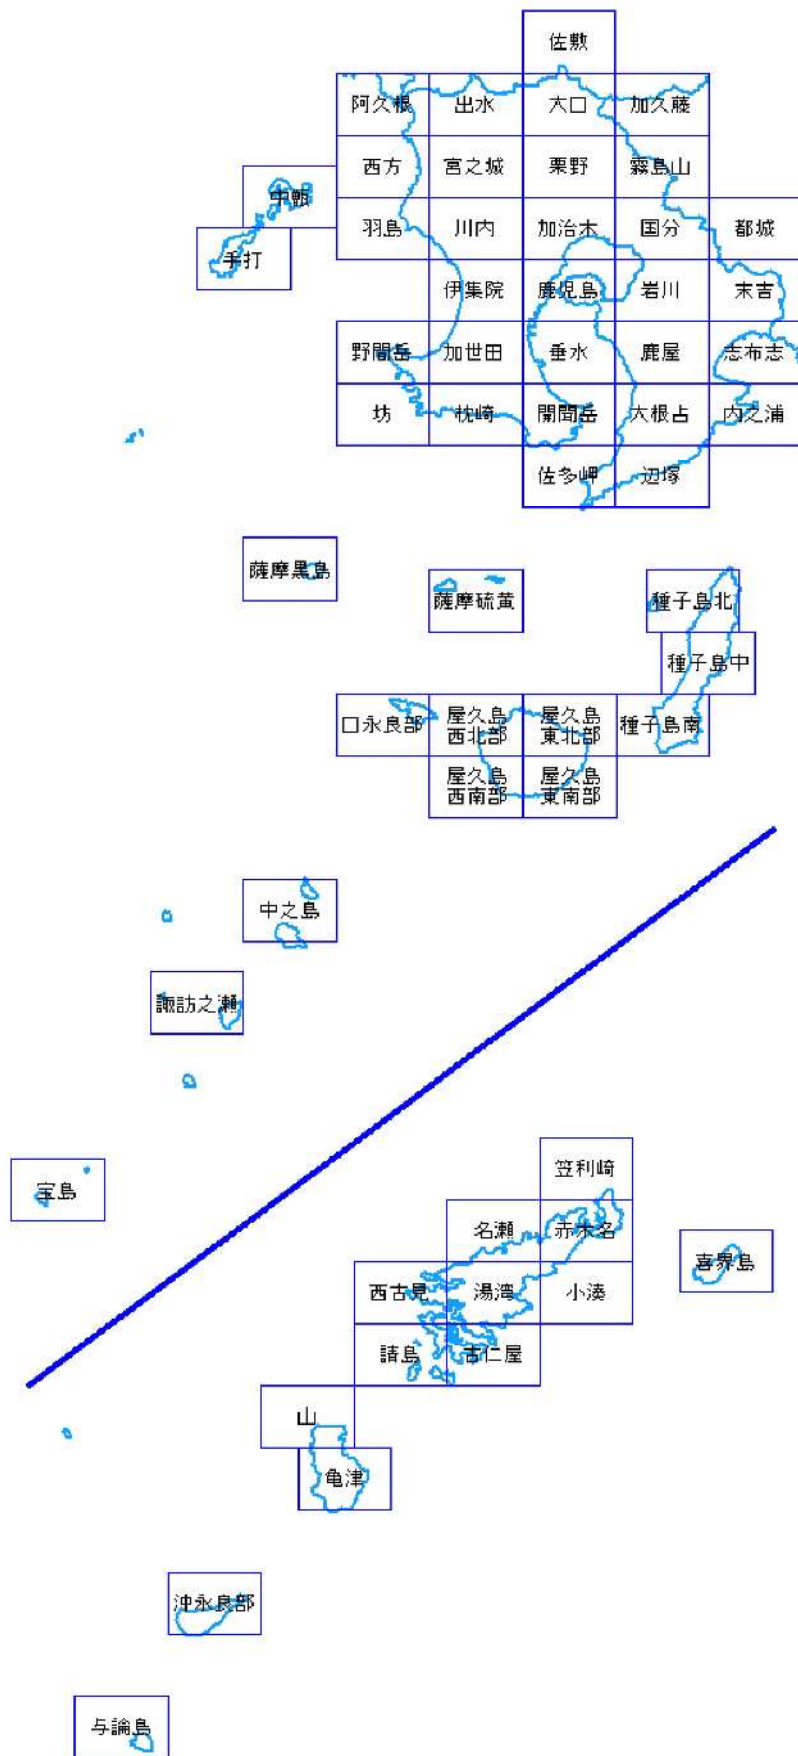 佐敷
阿久根
出水
大口
加久藤
西方
宮之城
栗野
霧島山
中甑
羽島
川内
加治木
国分
都城
手打
伊集院
鹿児島
岩川
末吉
野間岳
加世田
垂水
鹿屋
志布志
坊
枕崎
開聞岳
大根占
内之浦
佐多岬
辺塚
薩摩黒島
薩摩硫黄
種子島北
種子島中
口永良部
屋久島
西北部
屋久島
東北部
種子島南
屋久島
西南部
屋久島
東南部
中之島
諏訪之瀬
宝島
笠利崎
名瀬
赤木名
喜界島
西古見
湯湾
小湊
請島
古仁屋
山
亀津
沖永良部
与論島